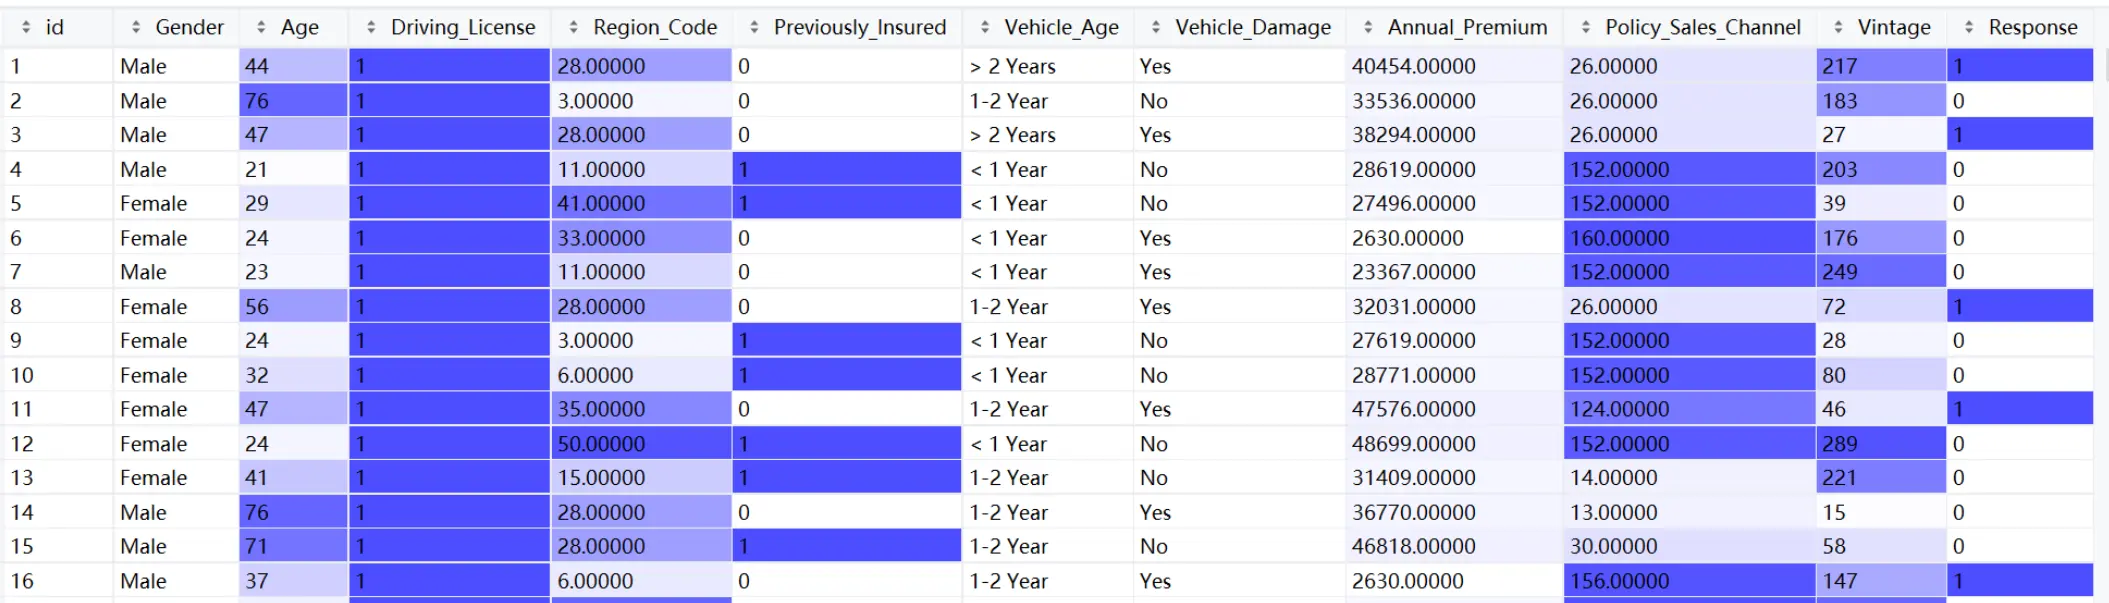 id Gender Age Driving_License Region_Code Previously_Insured Vehicle_Age Vehicle_Damage Annual_Premium Policy_Sales_Channel Vintage Response
1 Male 44 1 28.00000 0 > 2 Years Yes 40454.00000 26.00000 217 1
2 Male 76 1 3.00000 0 1-2 Year No 33536.00000 26.00000 183 0
3 Male 47 1 28.00000 0 > 2 Years Yes 38294.00000 26.00000 27 1
4 Male 21 1 11.00000 1 < 1 Year No 28619.00000 152.00000 203 0
5 Female 29 1 41.00000 1 < 1 Year No 27496.00000 152.00000 39 0
6 Female 24 1 33.00000 0 < 1 Year Yes 2630.00000 160.00000 176 0
7 Male 23 1 11.00000 0 < 1 Year Yes 23367.00000 152.00000 249 0
8 Female 56 1 28.00000 0 1-2 Year Yes 32031.00000 26.00000 72 1
9 Female 24 1 3.00000 1 < 1 Year No 27619.00000 152.00000 28 0
10 Female 32 1 6.00000 1 < 1 Year No 28771.00000 152.00000 80 0
11 Female 47 1 35.00000 0 1-2 Year Yes 47576.00000 124.00000 46 1
12 Female 24 1 50.00000 1 < 1 Year No 48699.00000 152.00000 289 0
13 Female 41 1 15.00000 1 1-2 Year No 31409.00000 14.00000 221 0
14 Male 76 1 28.00000 0 1-2 Year Yes 36770.00000 13.00000 15 0
15 Male 71 1 28.00000 1 1-2 Year No 46818.00000 30.00000 58 0
16 Male 37 1 6.00000 0 1-2 Year Yes 2630.00000 156.00000 147 1